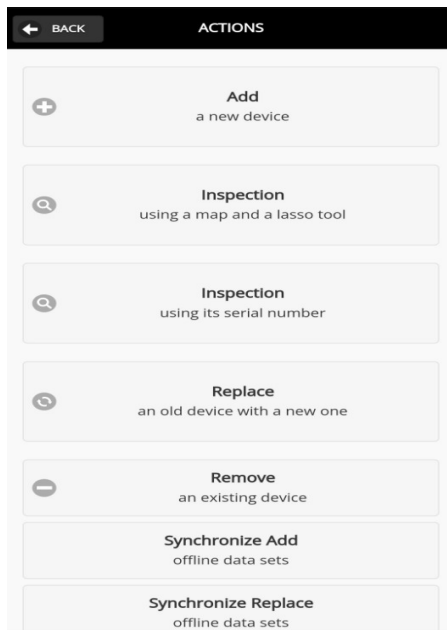 BACK
ACTIONS
Add
a new device
Inspection
using a map and a lasso tool
Inspection
using its serial number
Replace
an old device with a new one
Remove
an existing device
Synchronize Add
offline data sets
Synchronize Replace
offline data sets